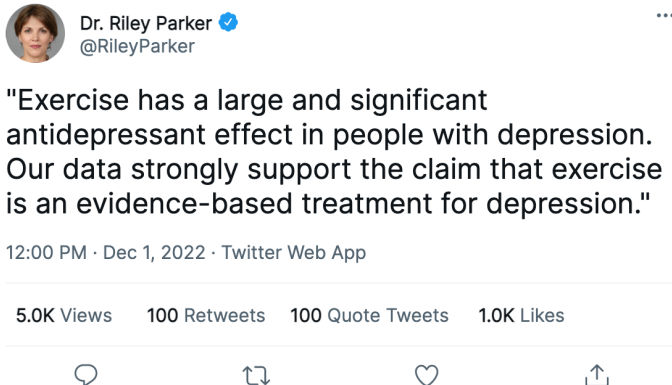 Dr. Riley Parker
@RileyParker
"Exercise has a large and significant
antidepressant effect in people with depression.
Our data strongly support the claim that exercise
is an evidence-based treatment for depression."
12:00 PM · Dec 1, 2022 · Twitter Web App
5.0K Views 100 Retweets 100 Quote Tweets 1.0K Likes